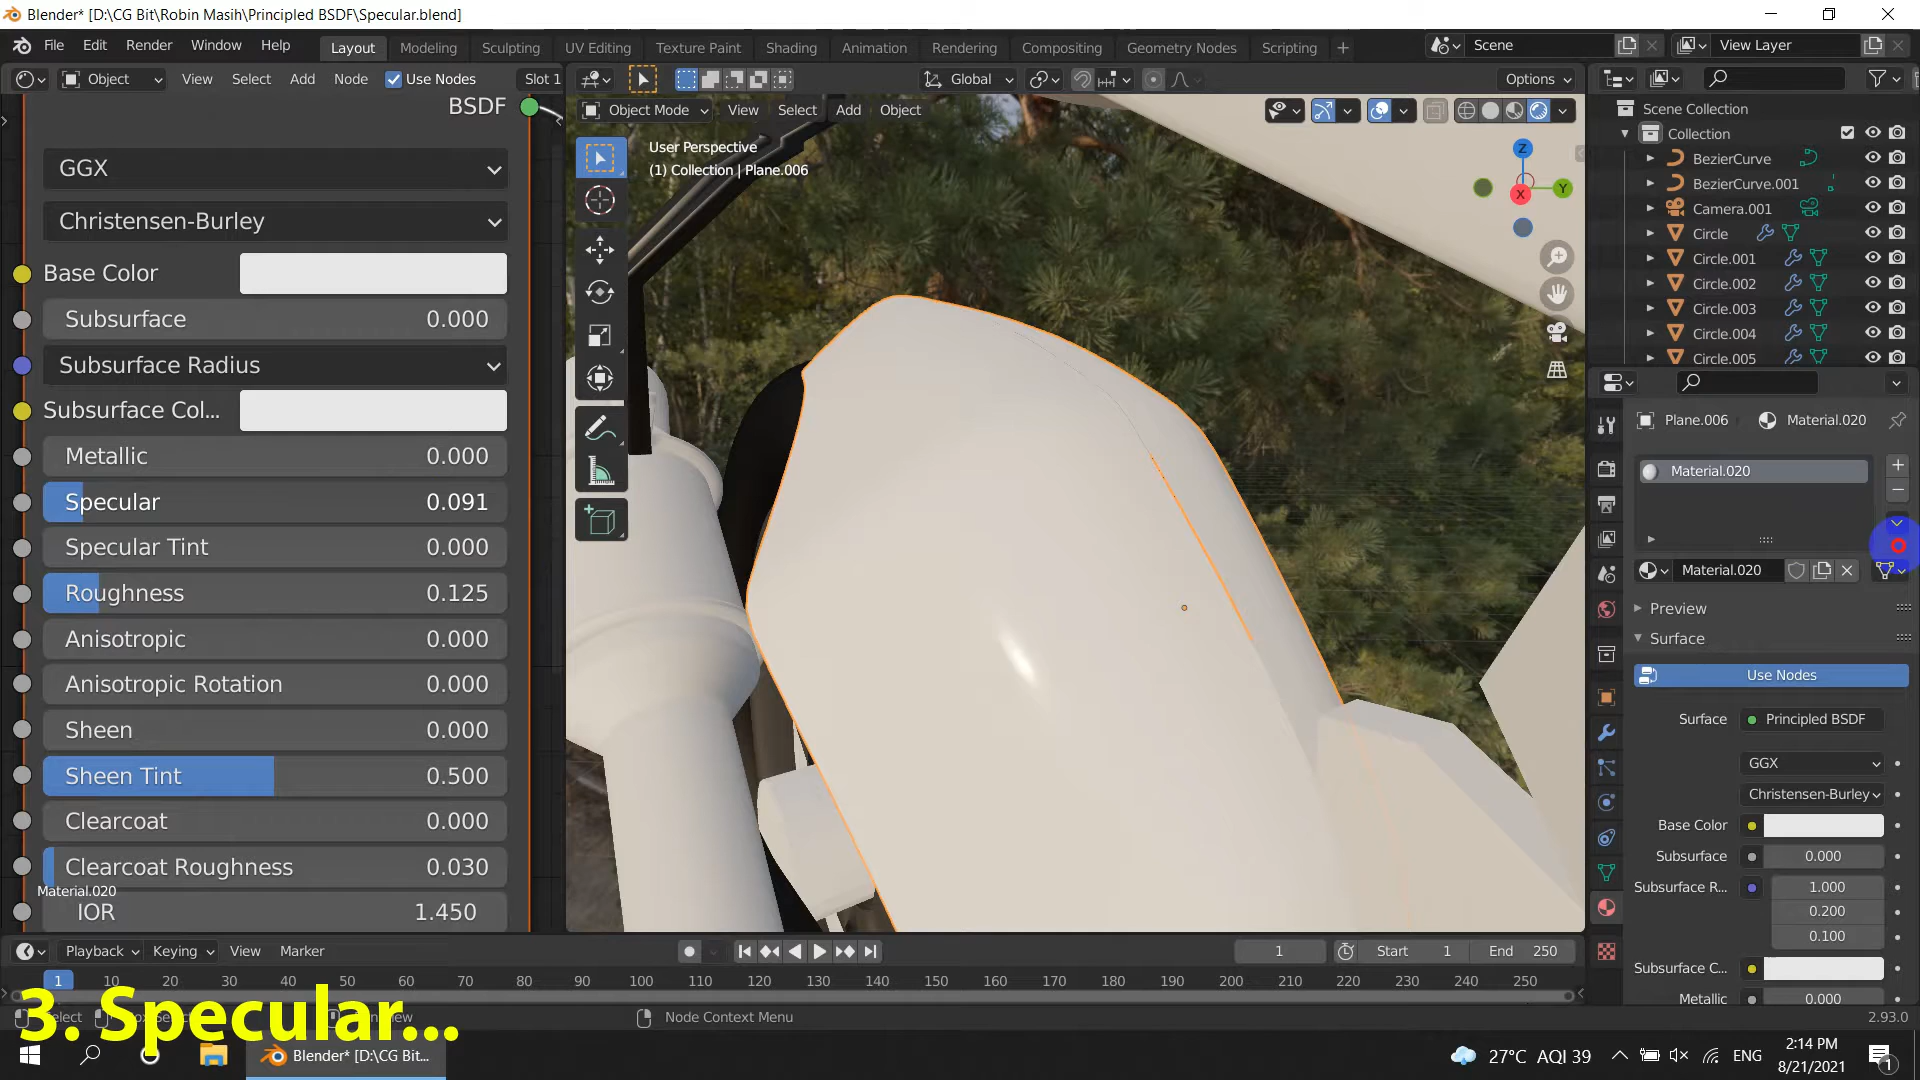 Blender* [D:\CG Bit\Robin Masih\Principled BSDF\Specular.blend]
File Edit Render Window Help Layout Modeling Sculpting UV Editing Texture Paint Shading Animation Rendering Compositing Geometry Nodes Scripting + Scene View Layer
Object View Select Add Node Use Nodes Slot 1 Global Options
Object Mode View Select Add Object
BSDF
GGX
Christensen-Burley
Base Color
Subsurface 0.000
Subsurface Radius
Subsurface Col...
Metallic 0.000
Specular 0.091
Specular Tint 0.000
Roughness 0.125
Anisotropic 0.000
Anisotropic Rotation 0.000
Sheen 0.000
Sheen Tint 0.500
Clearcoat 0.000
Clearcoat Roughness 0.030
Material.020
IOR 1.450
User Perspective
(1) Collection | Plane.006
Z
Y
X
Scene Collection
Collection
BezierCurve
BezierCurve.001
Camera.001
Circle
Circle.001
Circle.002
Circle.003
Circle.004
Circle.005
Plane.006 Material.020
Material.020
Material.020
Preview
Surface
Use Nodes
Surface Principled BSDF
GGX
Christensen-Burley
Base Color
Subsurface 0.000
Subsurface R... 1.000
0.200
0.100
Subsurface C...
Metallic 0.000
Playback Keying View Marker 1 Start 1 End 250
1 10 20 30 40 50 60 70 80 90 100 110 120 130 140 150 160 170 180 190 200 210 220 230 240 250
3. Specular...
Node Context Menu
2.93.0
Blender* [D:\CG Bit...
27°C AQI 39 ENG
2:14 PM
8/21/2021
1